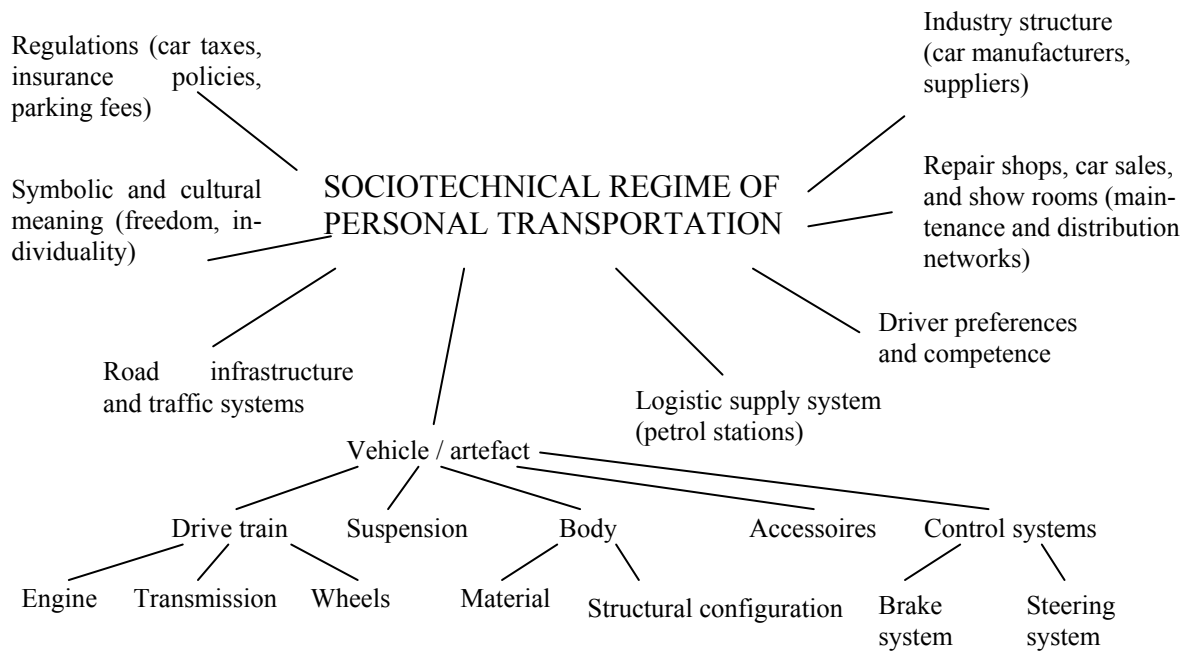 Regulations (car taxes,
insurance policies,
parking fees)
Industry structure
(car manufacturers,
suppliers)
Symbolic and cultural
meaning (freedom, in-
dividuality)
SOCIOTECHNICAL REGIME OF
PERSONAL TRANSPORTATION
Repair shops, car sales,
and show rooms (main-
tenance and distribution
networks)
Driver preferences
and competence
Road infrastructure
and traffic systems
Logistic supply system
(petrol stations)
Vehicle / artefact
Drive train
Suspension
Body
Accessoires
Control systems
Engine
Transmission
Wheels
Material
Structural configuration
Brake
system
Steering
system